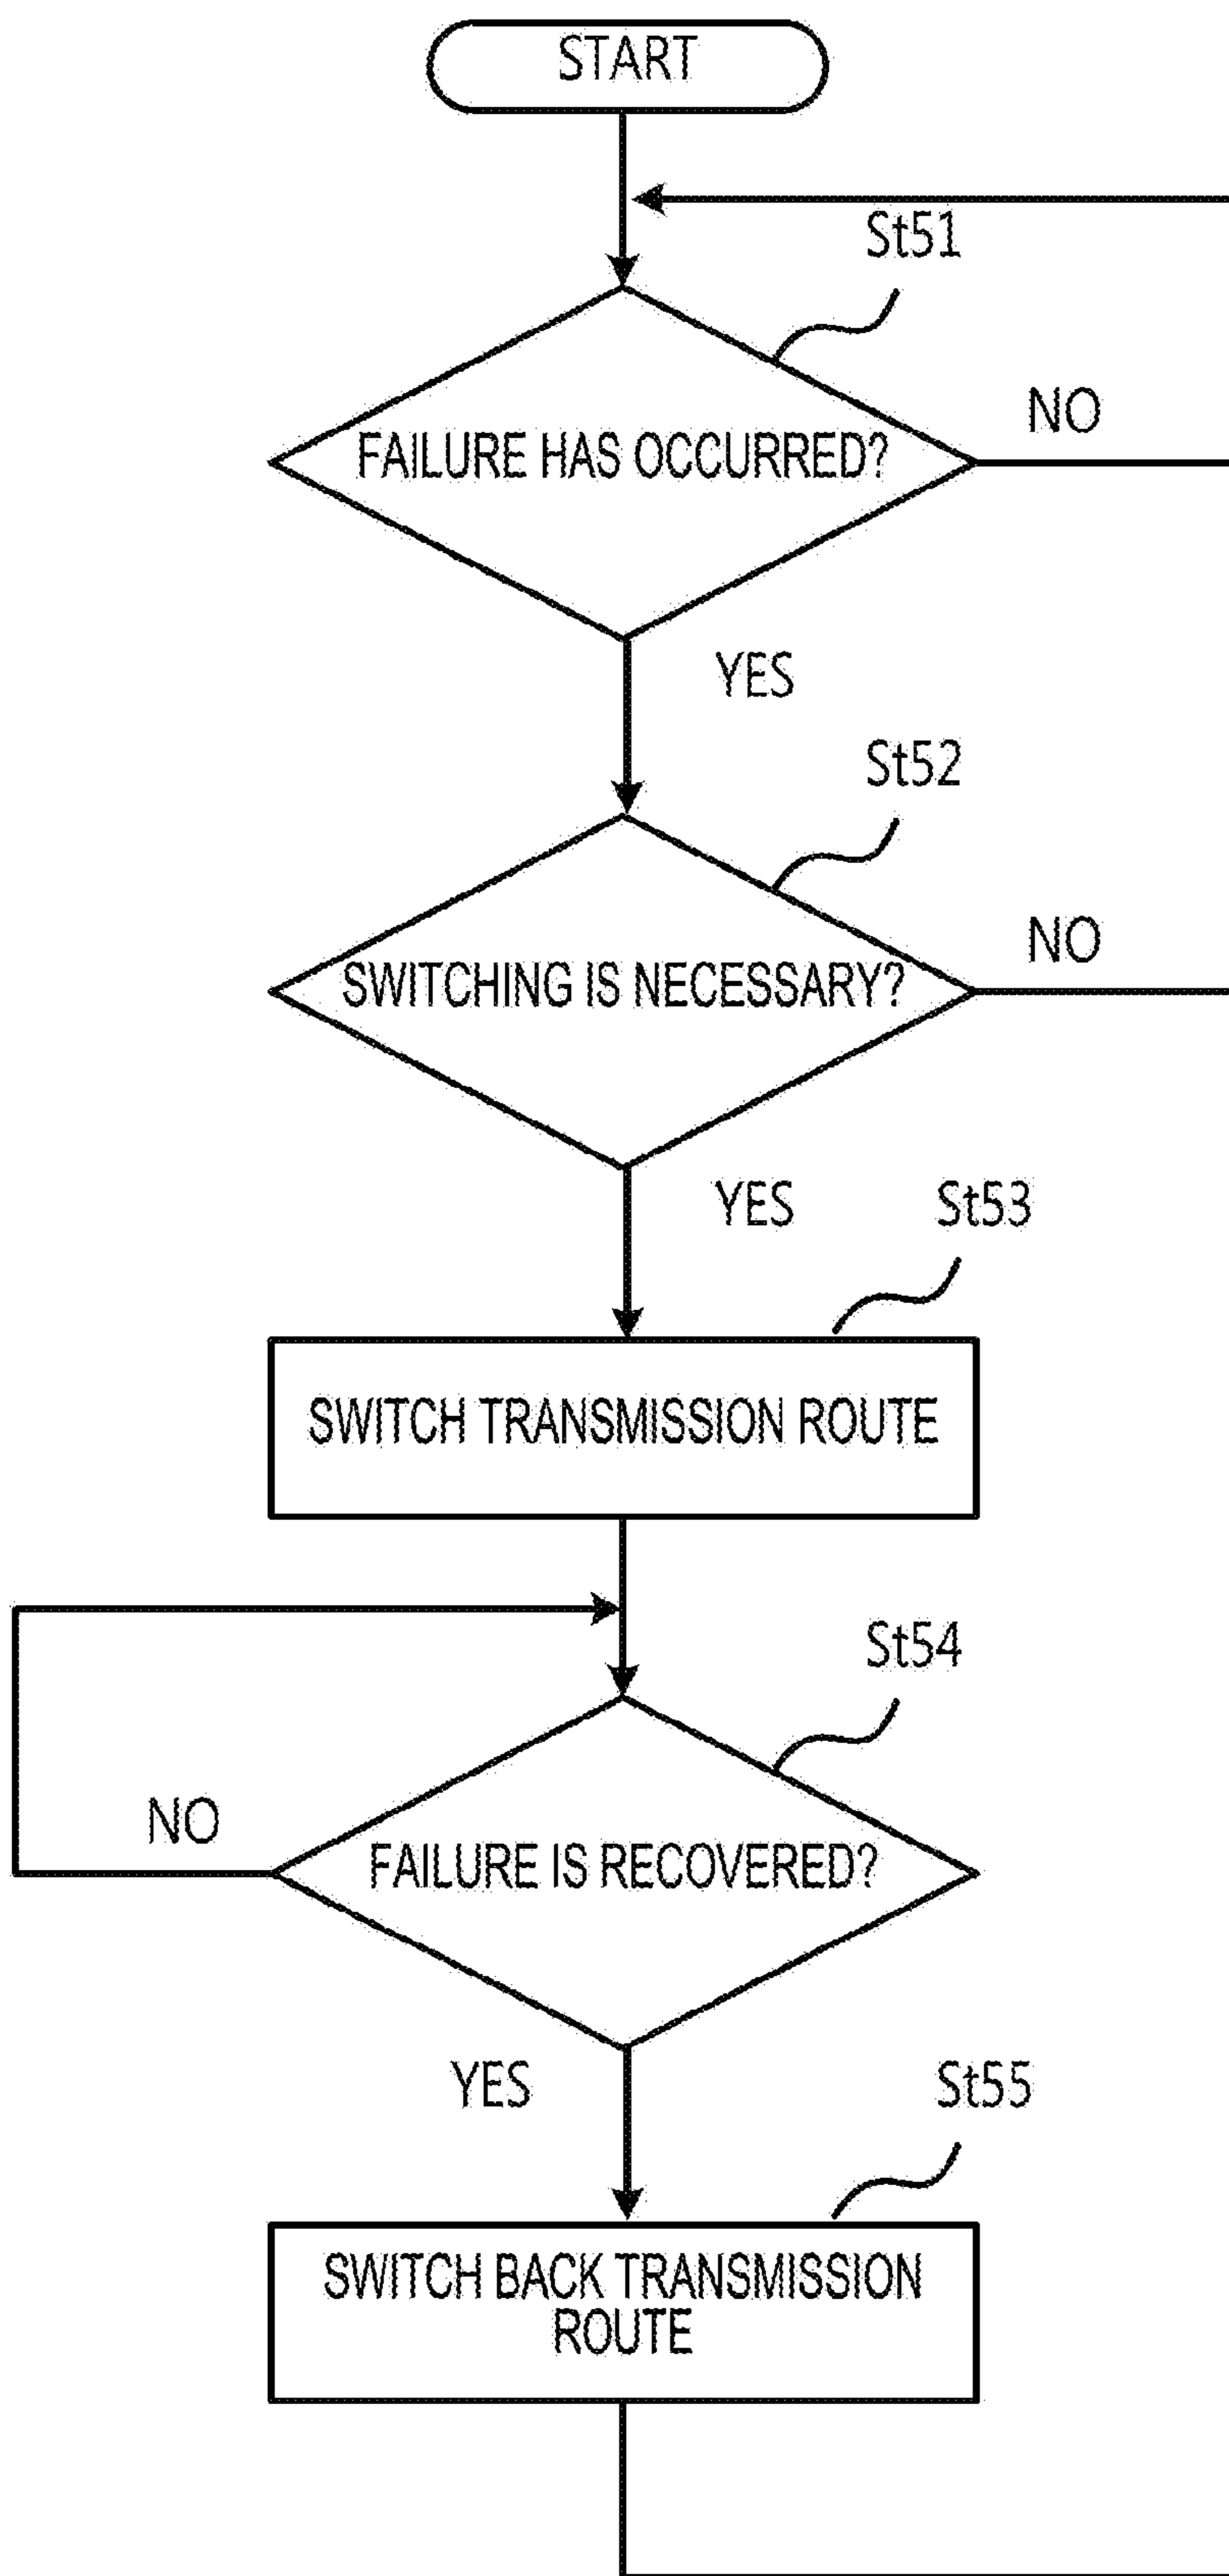 START
St51
FAILURE HAS OCCURRED?
NO
YES
St52
SWITCHING IS NECESSARY?
NO
YES
St53
SWITCH TRANSMISSION ROUTE
St54
NO
FAILURE IS RECOVERED?
YES
St55
SWITCH BACK TRANSMISSION
ROUTE